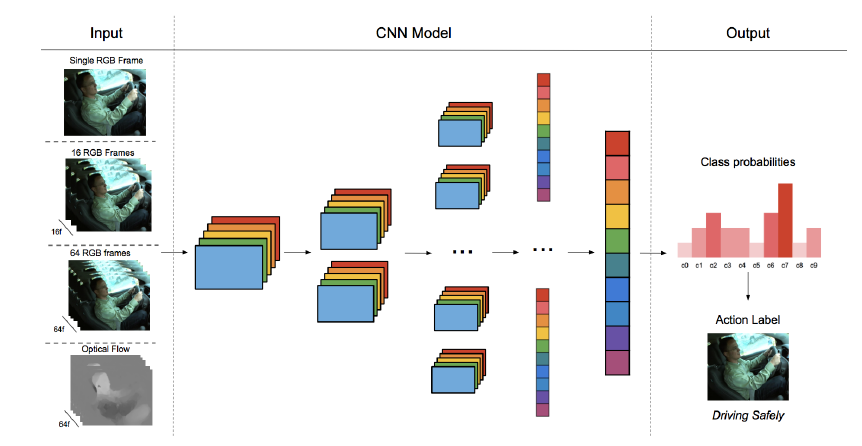 Input
CNN Model
Output
Single RGB Frame
16 RGB Frames
16f
64 RGB frames
64f
Optical Flow
64f
...
...
Class probabilities
c0 c1 c2 c3 c4 c5 c6 c7 c8 c9
Action Label
Driving Safely